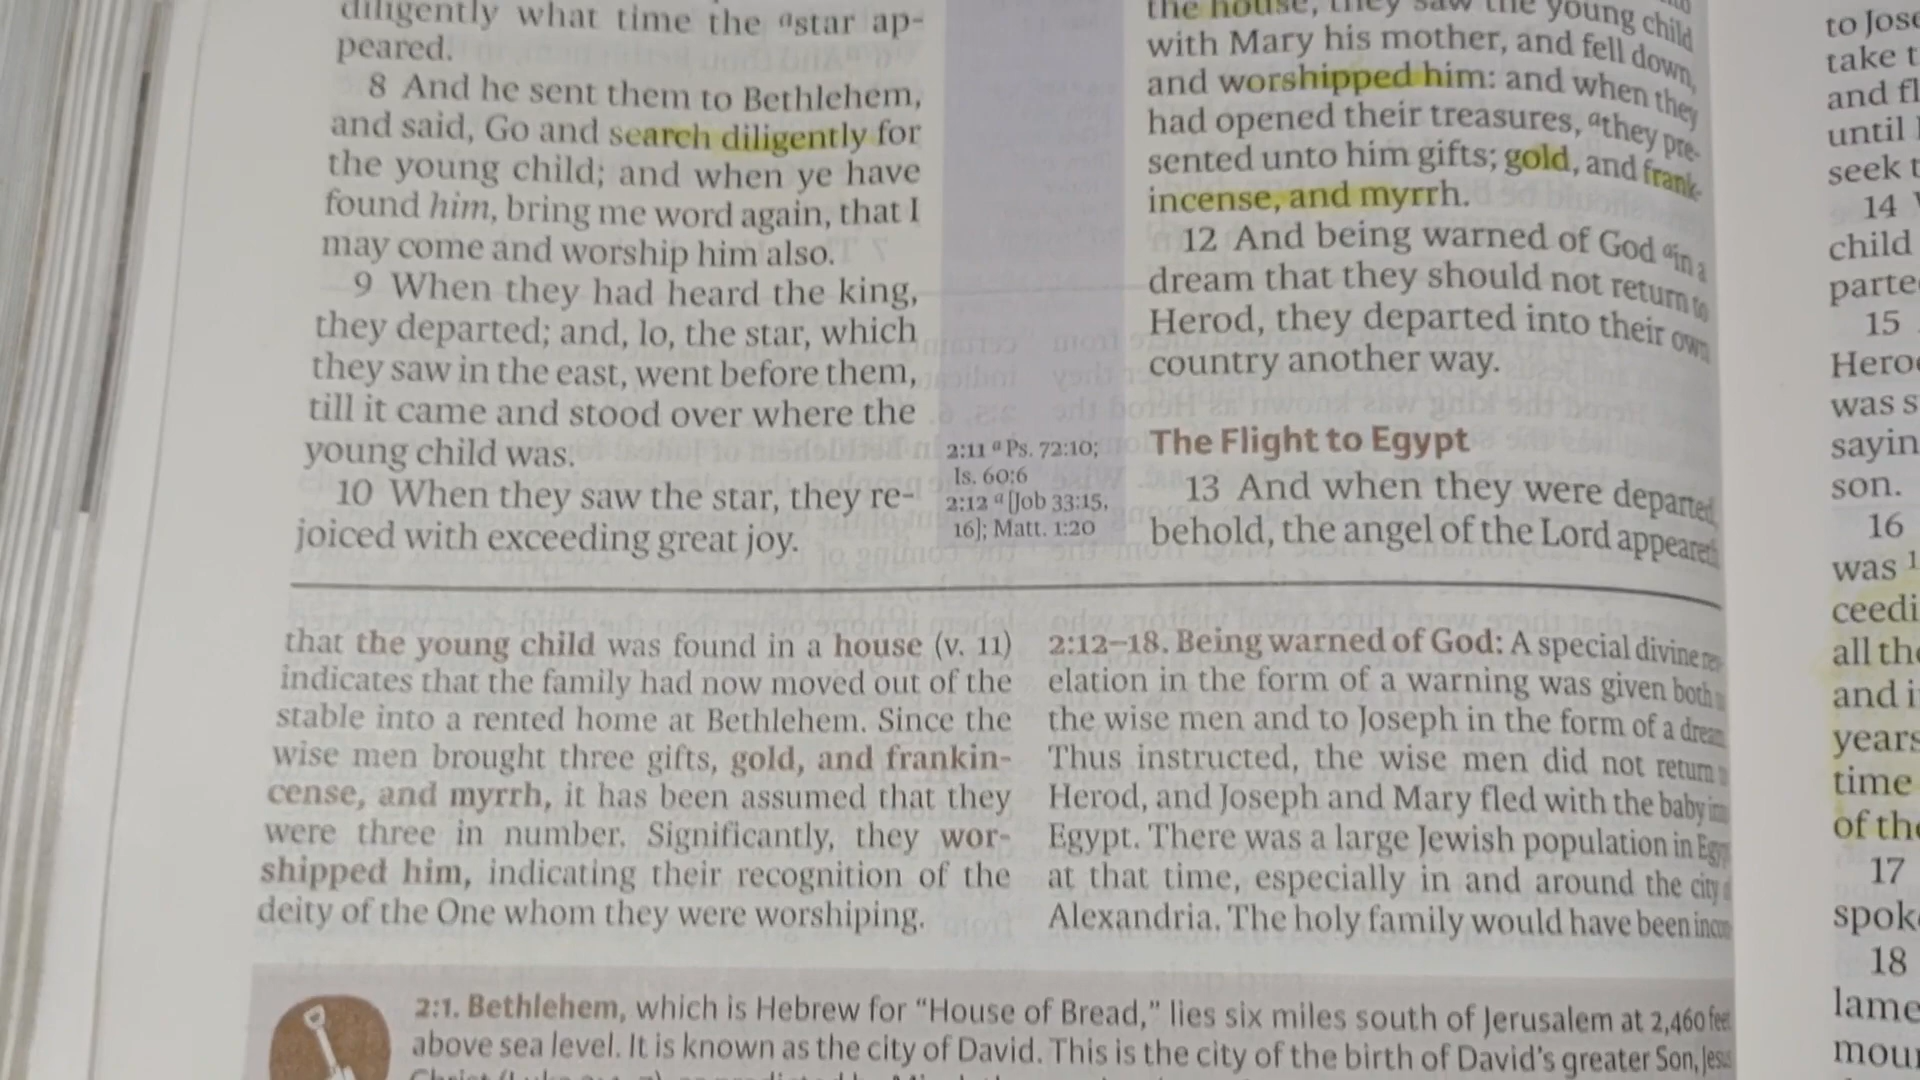 diligently what time the ᵃstar ap-
peared.
8 And he sent them to Bethlehem,
and said, Go and search diligently for
the young child; and when ye have
found him, bring me word again, that I
may come and worship him also.
9 When they had heard the king,
they departed; and, lo, the star, which
they saw in the east, went before them,
till it came and stood over where the
young child was.
10 When they saw the star, they re-
joiced with exceeding great joy.
2:11 ᵃ Ps. 72:10;
Is. 60:6
2:12 ᵃ [Job 33:15,
16]; Matt. 1:20
the house, they saw the young child
with Mary his mother, and fell down,
and worshipped him: and when they
had opened their treasures, ᵃthey pre-
sented unto him gifts; gold, and frank-
incense, and myrrh.
12 And being warned of God ᵃin a
dream that they should not return to
Herod, they departed into their own
country another way.
The Flight to Egypt
13 And when they were departed,
behold, the angel of the Lord appeareth
that the young child was found in a house (v. 11)
indicates that the family had now moved out of the
stable into a rented home at Bethlehem. Since the
wise men brought three gifts, gold, and frankin-
cense, and myrrh, it has been assumed that they
were three in number. Significantly, they wor-
shipped him, indicating their recognition of the
deity of the One whom they were worshiping.
2:12–18. Being warned of God: A special divine rev-
elation in the form of a warning was given both
the wise men and to Joseph in the form of a dream
Thus instructed, the wise men did not return
Herod, and Joseph and Mary fled with the baby
Egypt. There was a large Jewish population in Egypt
at that time, especially in and around the city
Alexandria. The holy family would have been
2:1. Bethlehem, which is Hebrew for “House of Bread,” lies six miles south of Jerusalem at 2,460 feet
above sea level. It is known as the city of David. This is the city of the birth of David’s greater Son, Jesus
to
take
and
until
seek
14
child
15
was
son.
16
was 1
all
and
years
time
of
17
18